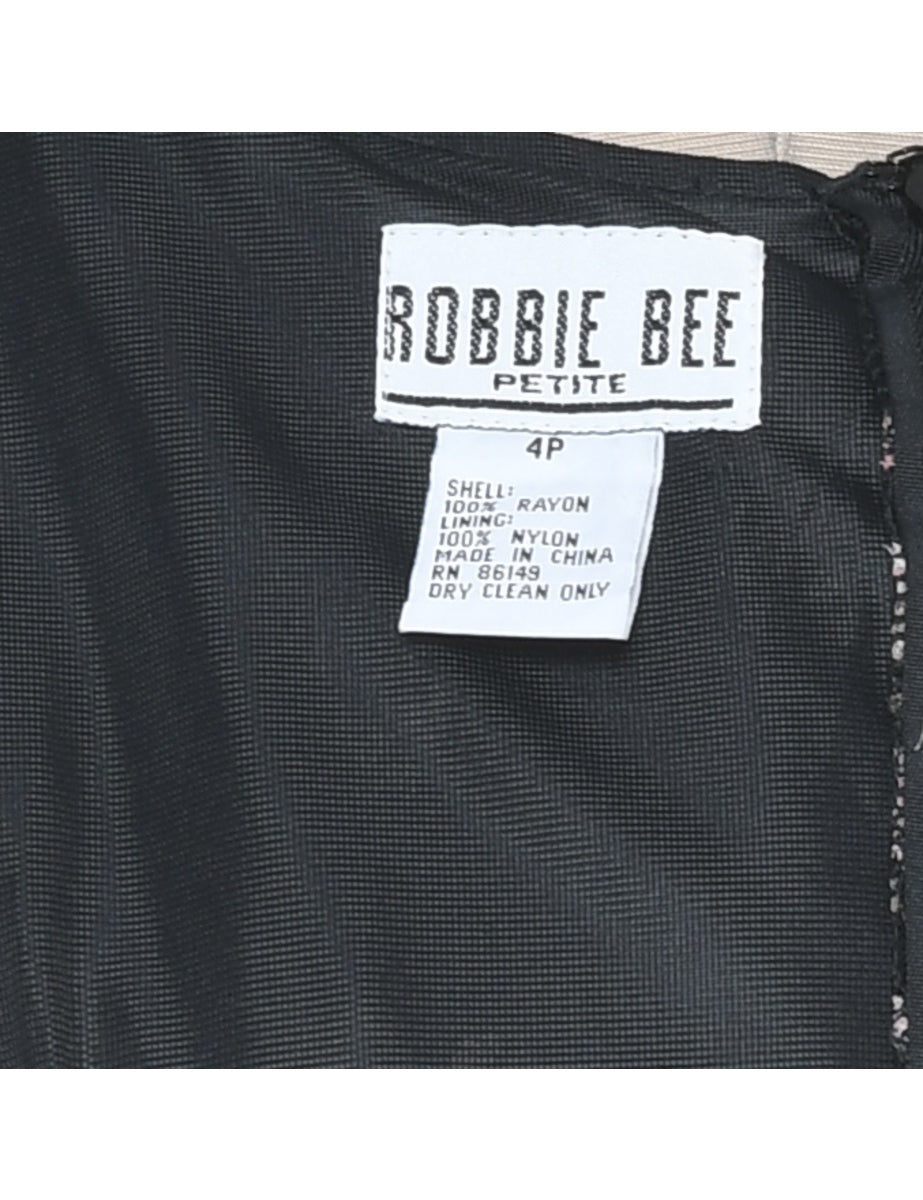 ROBBIE BEE
PETITE
4P
SHELL:
100% RAYON
LINING:
100% NYLON
MADE IN CHINA
RN 86149
DRY CLEAN ONLY